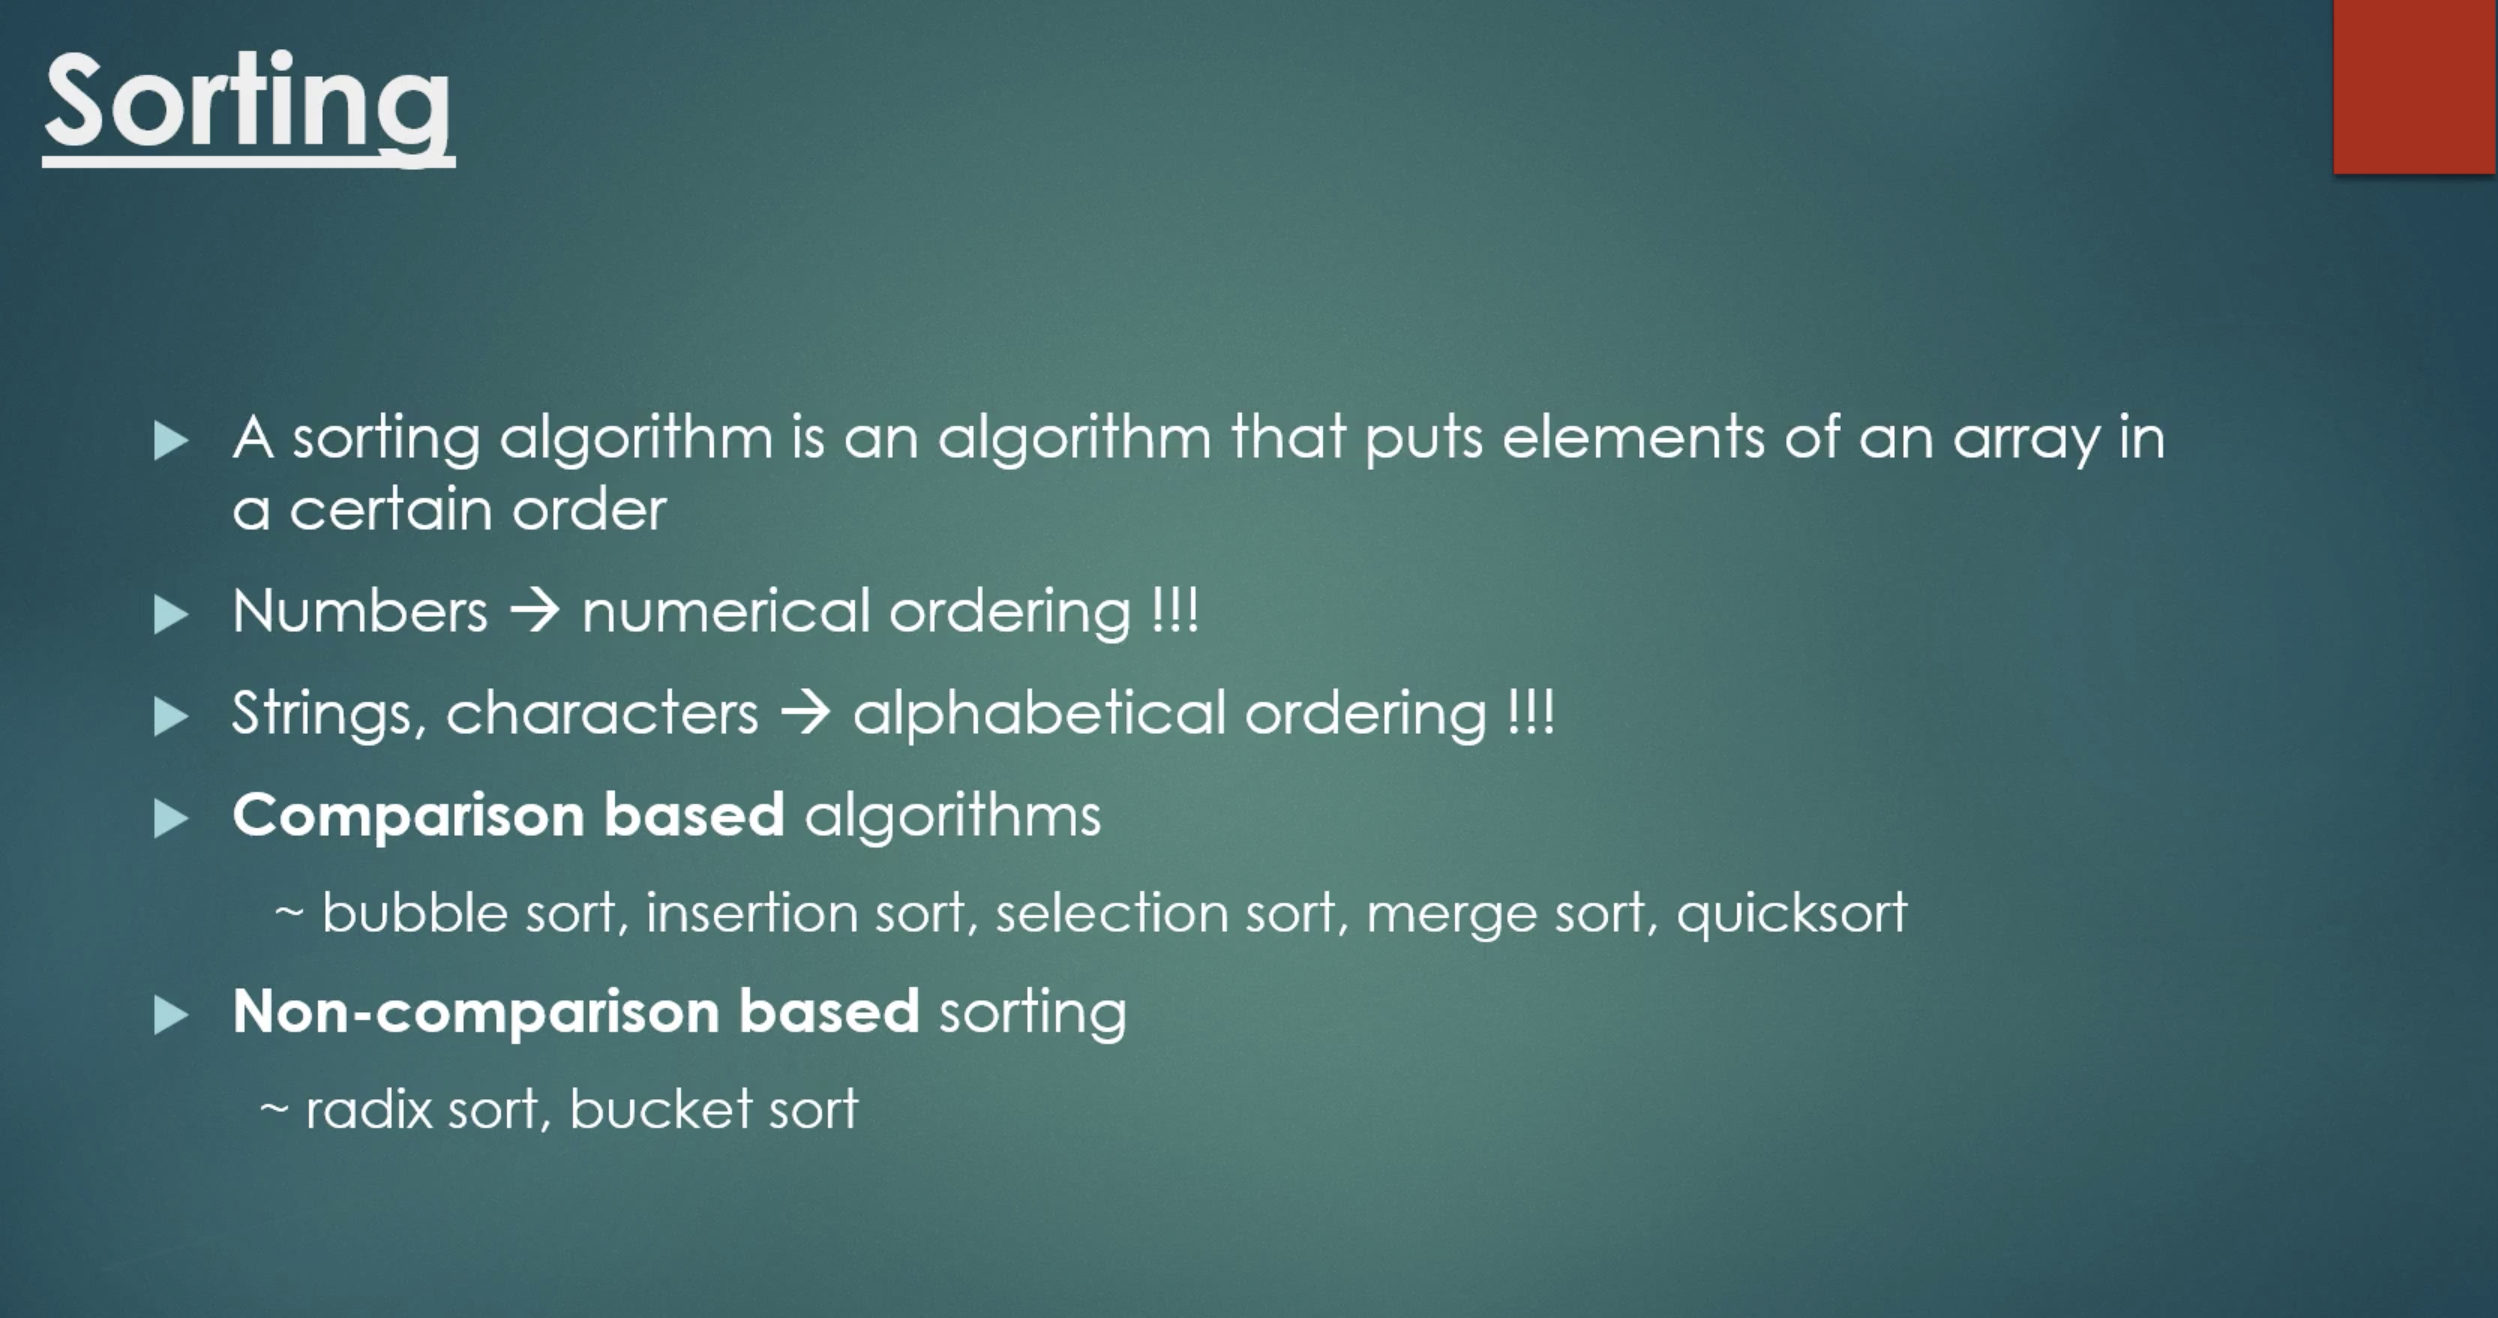 Sorting
A sorting algorithm is an algorithm that puts elements of an array in
a certain order
Numbers → numerical ordering !!!
Strings, characters → alphabetical ordering !!!
Comparison based algorithms
~ bubble sort, insertion sort, selection sort, merge sort, quicksort
Non-comparison based sorting
~ radix sort, bucket sort